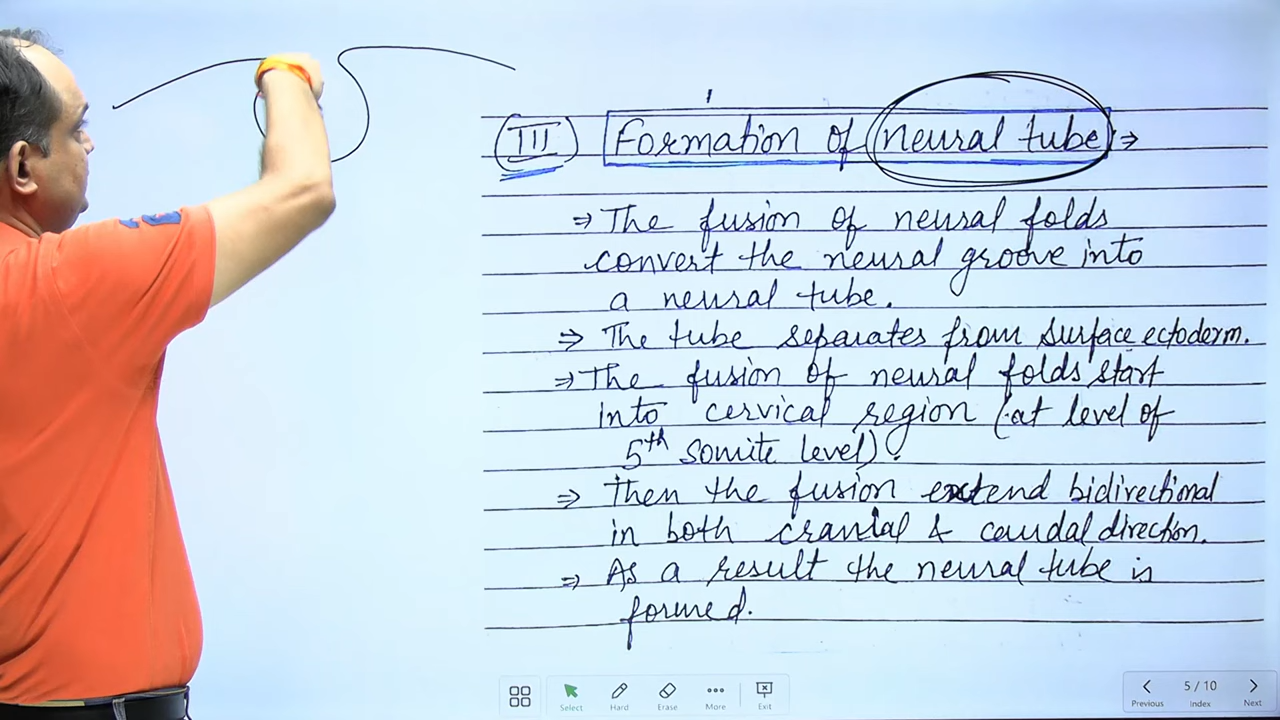 III Formation of neural tube ⇒
⇒ The fusion of neural folds
convert the neural groove into
a neural tube.
⇒ The tube separates from surface ectoderm.
⇒ The fusion of neural folds start
into cervical region (at level of
5th somite level).
⇒ Then the fusion extend bidirectional
in both cranial & caudal direction.
⇒ As a result the neural tube is
formed.
Select Hard Erase More Exit
5 / 10
Previous Index Next